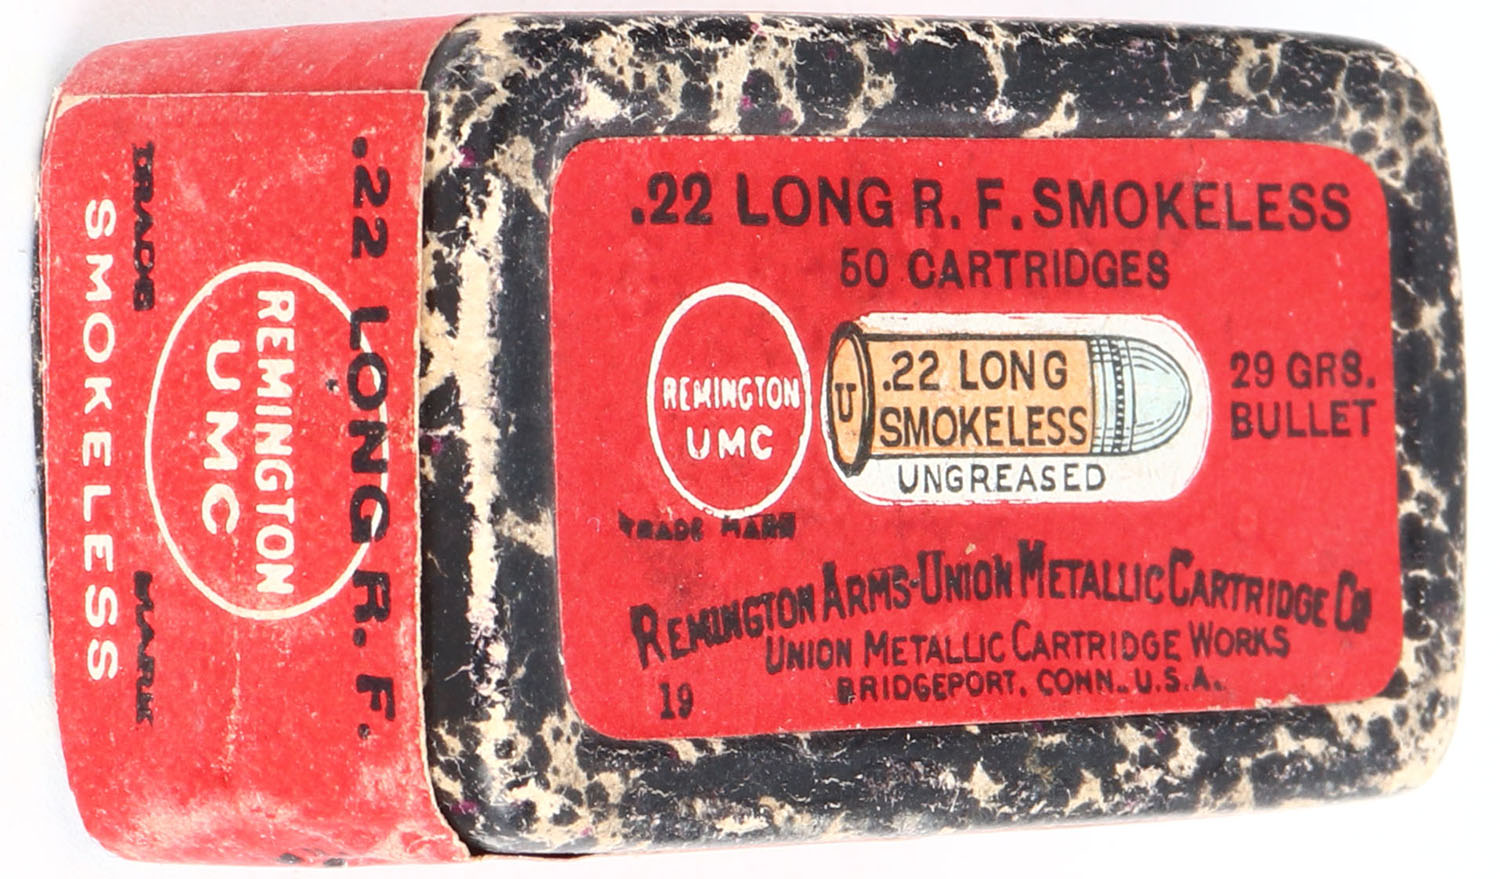 .22 LONG R. F. SMOKELESS
50 CARTRIDGES
REMINGTON
UMC
TRADE MARK
U
.22 LONG
SMOKELESS
UNGREASED
29 GRS.
BULLET
REMINGTON ARMS-UNION METALLIC CARTRIDGE CO
UNION METALLIC CARTRIDGE WORKS
BRIDGEPORT, CONN., U.S.A.
19
.22 LONG R. F.
REMINGTON
UMC
TRADE MARK
SMOKELESS